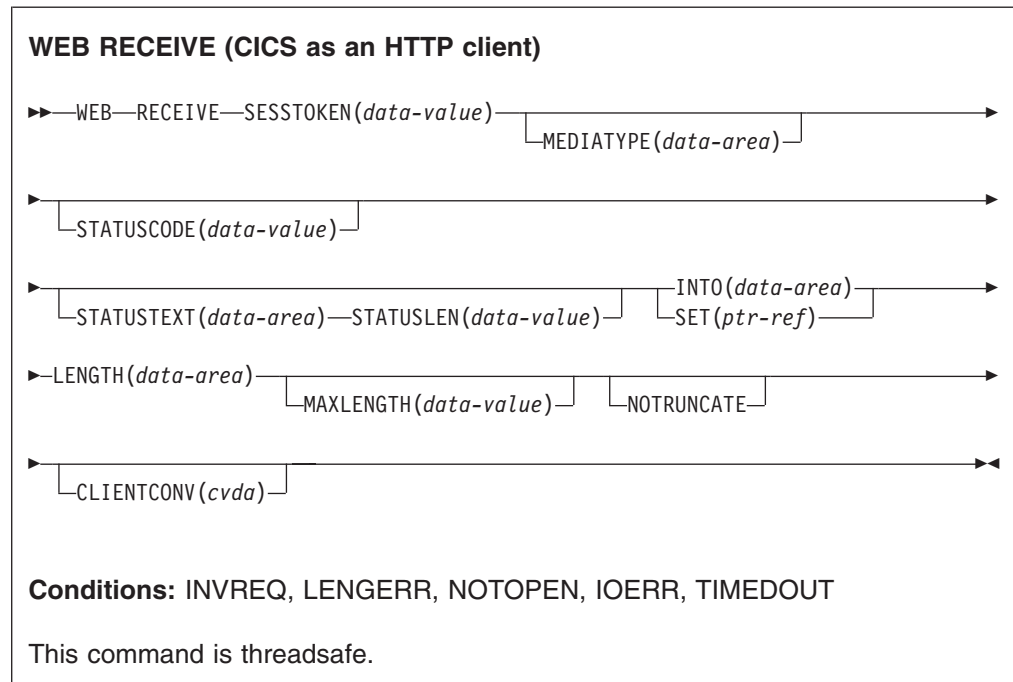 WEB RECEIVE (CICS as an HTTP client)
WEB RECEIVE SESSTOKEN(data-value)
MEDIATYPE(data-area)
STATUSCODE(data-value)
INTO(data-area)
STATUSTEXT(data-area) STATUSLEN(data-value) SET(ptr-ref)
LENGTH(data-area)
MAXLENGTH(data-value) NOTRUNCATE
CLIENTCONV(cvda)
Conditions: INVREQ, LENGERR, NOTOPEN, IOERR, TIMEDOUT
This command is threadsafe.